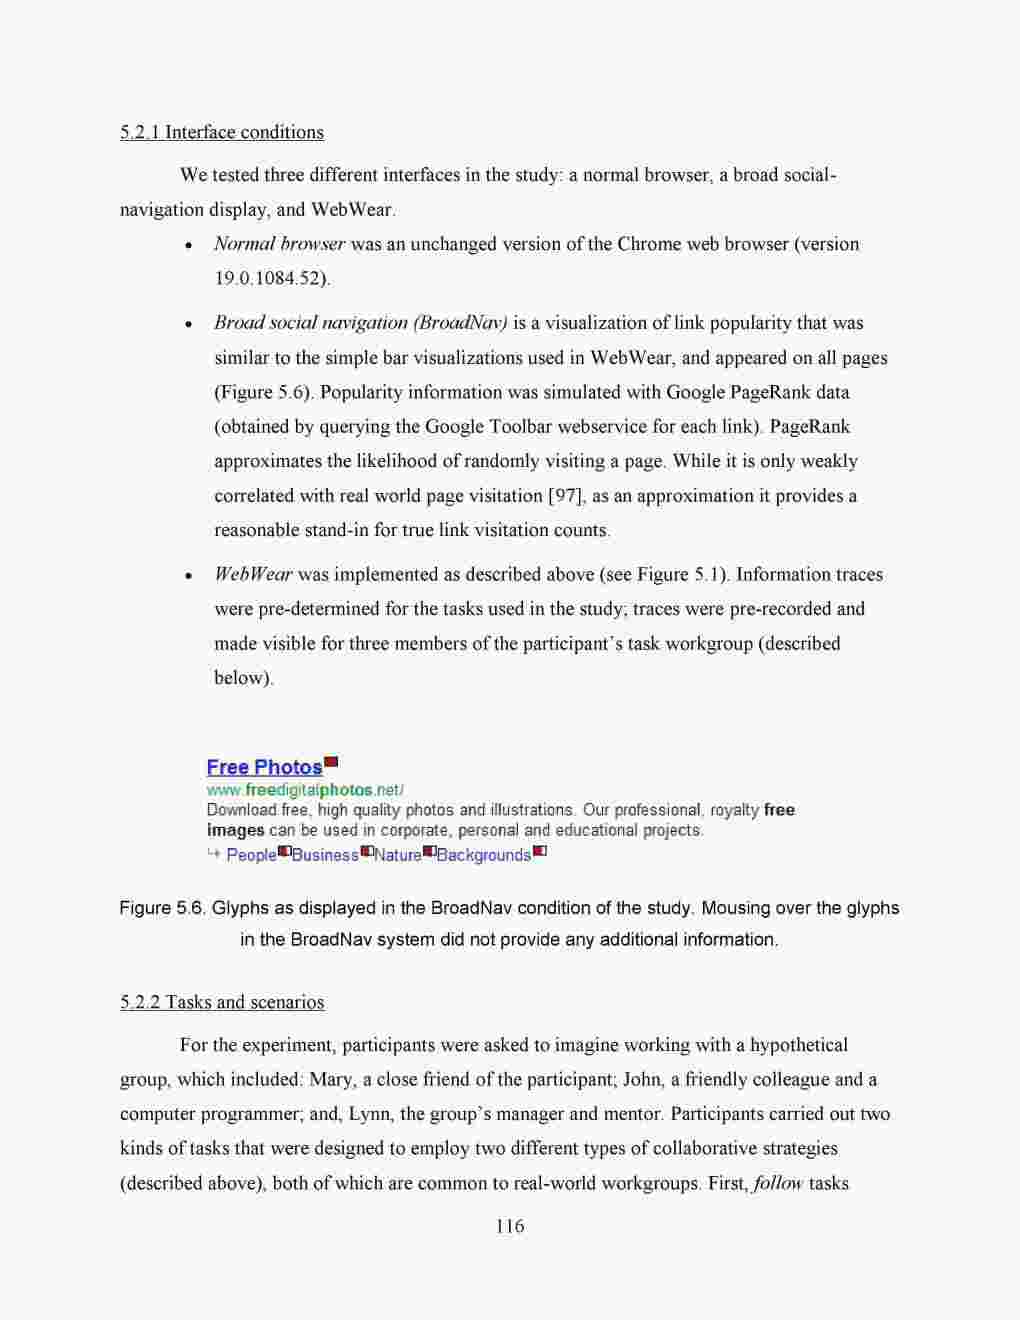 5.2.1 Interface conditions
We tested three different interfaces in the study: a normal browser, a broad social-
navigation display, and WebWear.
• Normal browser was an unchanged version of the Chrome web browser (version
19.0.1084.52).
• Broad social navigation (BroadNav) is a visualization of link popularity that was
similar to the simple bar visualizations used in WebWear, and appeared on all pages
(Figure 5.6). Popularity information was simulated with Google PageRank data
(obtained by querying the Google Toolbar webservice for each link). PageRank
approximates the likelihood of randomly visiting a page. While it is only weakly
correlated with real world page visitation [97], as an approximation it provides a
reasonable stand-in for true link visitation counts.
• WebWear was implemented as described above (see Figure 5.1). Information traces
were pre-determined for the tasks used in the study; traces were pre-recorded and
made visible for three members of the participant's task workgroup (described
below).
Free Photos
www.freedigitalphotos.net/
Download free, high quality photos and illustrations. Our professional, royalty free
images can be used in corporate, personal and educational projects.
↪ People Business Nature Backgrounds
Figure 5.6. Glyphs as displayed in the BroadNav condition of the study. Mousing over the glyphs
in the BroadNav system did not provide any additional information.
5.2.2 Tasks and scenarios
For the experiment, participants were asked to imagine working with a hypothetical
group, which included: Mary, a close friend of the participant; John, a friendly colleague and a
computer programmer; and, Lynn, the group's manager and mentor. Participants carried out two
kinds of tasks that were designed to employ two different types of collaborative strategies
(described above), both of which are common to real-world workgroups. First, follow tasks
116